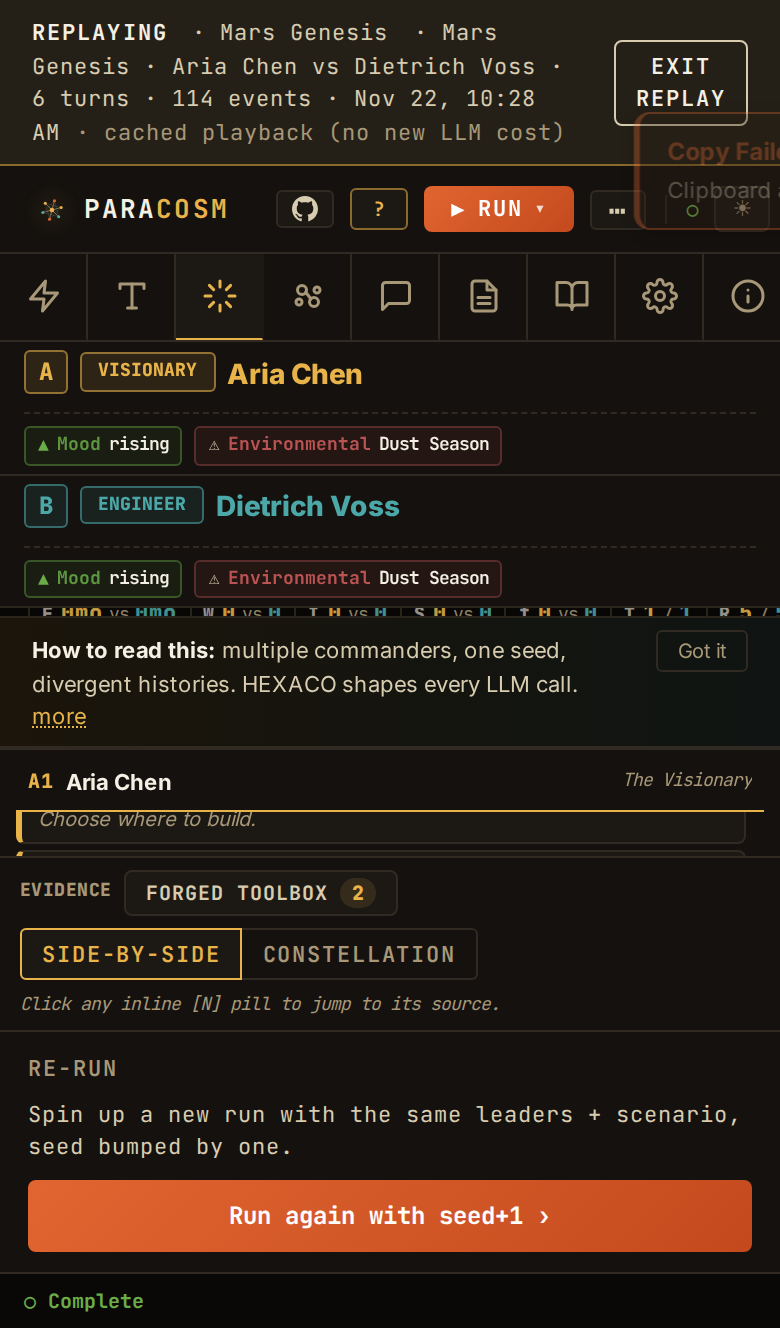 REPLAYING · Mars Genesis · Mars
Genesis · Aria Chen vs Dietrich Voss ·
6 turns · 114 events · Nov 22, 10:28
AM · cached playback (no new LLM cost)
EXIT
REPLAY
Copy Faile
Clipboard a
PARACOSM
?
▶ RUN ▾
…
A VISIONARY Aria Chen
▲ Mood rising ⚠ Environmental Dust Season
B ENGINEER Dietrich Voss
▲ Mood rising ⚠ Environmental Dust Season
How to read this: multiple commanders, one seed,
divergent histories. HEXACO shapes every LLM call.
more
Got it
A1 Aria Chen The Visionary
Choose where to build.
EVIDENCE FORGED TOOLBOX 2
SIDE-BY-SIDE CONSTELLATION
Click any inline [N] pill to jump to its source.
RE-RUN
Spin up a new run with the same leaders + scenario,
seed bumped by one.
Run again with seed+1 ›
○ Complete